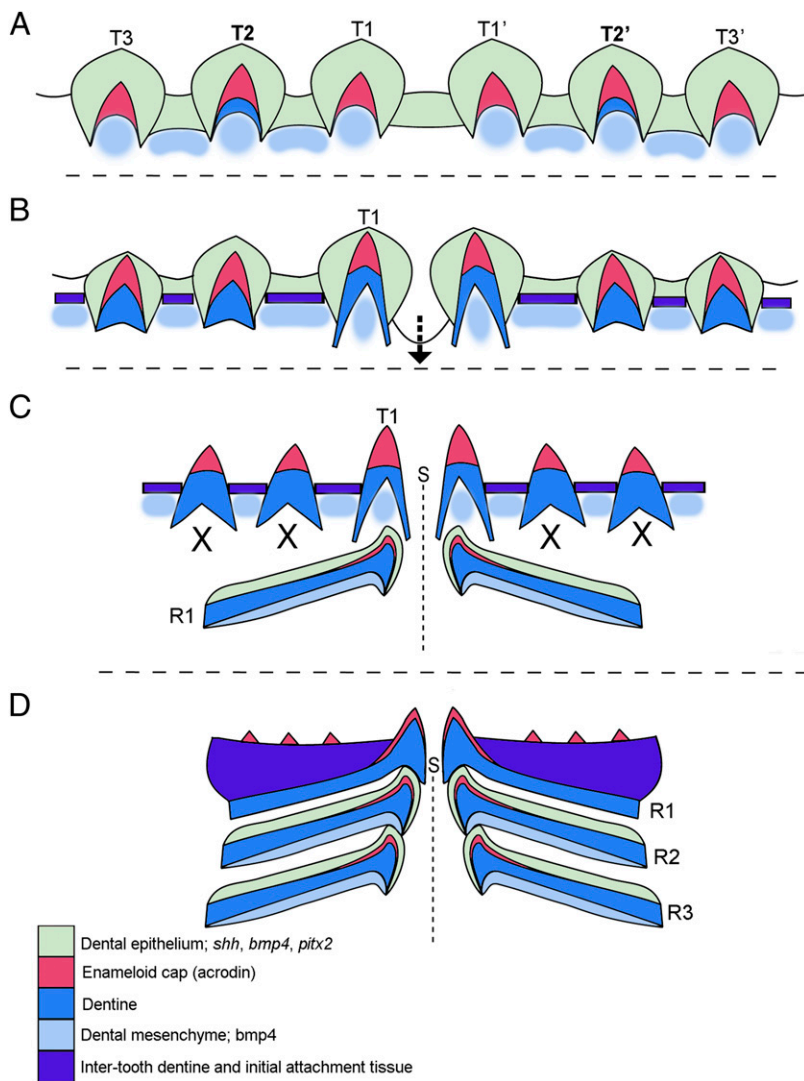 A
T3 T2 T1 T1’ T2’ T3’
B
T1
C
T1
S
X X X X
R1
D
S
R1
R2
R3
Dental epithelium; shh, bmp4, pitx2
Enameloid cap (acrodin)
Dentine
Dental mesenchyme; bmp4
Inter-tooth dentine and initial attachment tissue